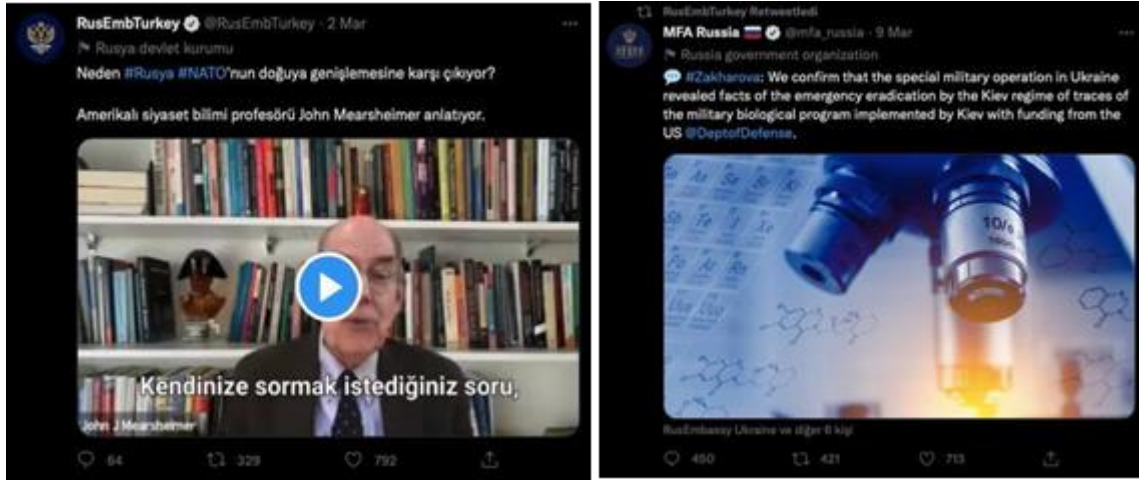 RusEmbTurkey @RusEmbTurkey · 2 Mar
Rusya devlet kurumu
Neden #Rusya #NATO'nun doğuya genişlemesine karşı çıkıyor?
Amerikalı siyaset bilimi profesörü John Mearsheimer anlatıyor.
Kendinize sormak istediğiniz soru,
John J Mearsheimer
64 329 792
RusEmbTurkey Retweetledi
MFA Russia @mfa_russia · 9 Mar
Russia government organization
#Zakharova: We confirm that the special military operation in Ukraine
revealed facts of the emergency eradication by the Kiev regime of traces of
the military biological program implemented by Kiev with funding from the
US @DeptofDefense.
10/0
RusEmbassy Ukraine ve diğer 6 kişi
450 421 713